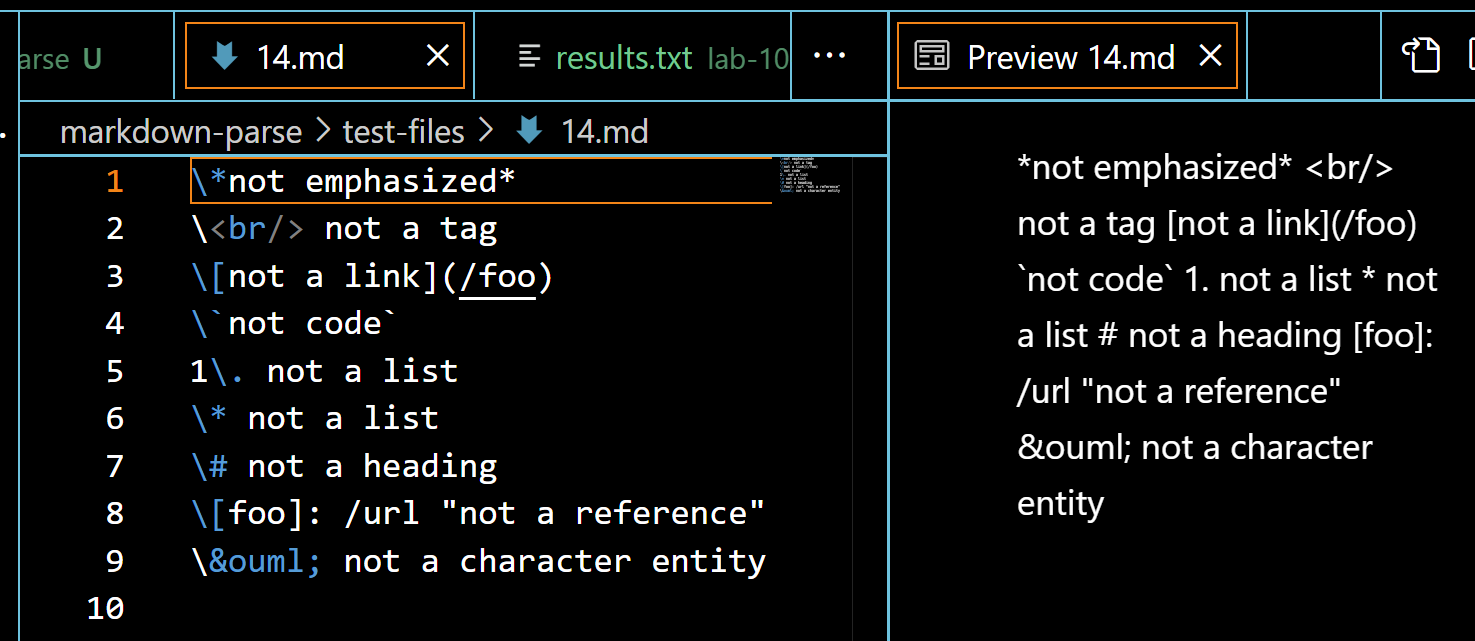 arse U
14.md
results.txt lab-10
···
Preview 14.md
markdown-parse > test-files > 14.md
1 \*not emphasized*
2 \<br/> not a tag
3 \[not a link](/foo)
4 \`not code`
5 1\. not a list
6 \* not a list
7 \# not a heading
8 \[foo]: /url "not a reference"
9 \&ouml; not a character entity
10
*not emphasized* <br/>
not a tag [not a link](/foo)
`not code` 1. not a list * not
a list # not a heading [foo]:
/url "not a reference"
&ouml; not a character
entity